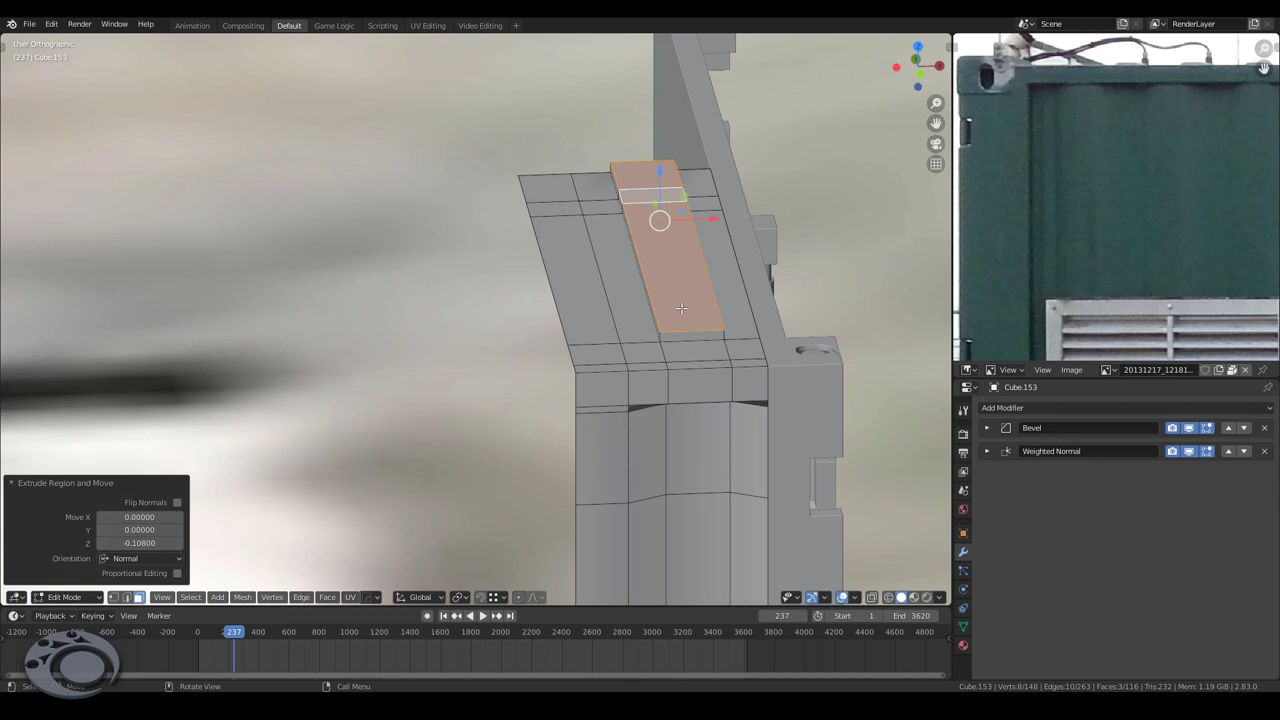 File Edit Render Window Help
Animation Compositing Default Game Logic Scripting UV Editing Video Editing +
Scene RenderLayer
User Orthographic
(237) Cube.153
View View Image 20131217_12181...
Cube.153
Add Modifier
Bevel
Weighted Normal
Extrude Region and Move
Flip Normals
Move X 0.00000
Y 0.00000
Z -0.10800
Orientation Normal
Proportional Editing
Edit Mode View Select Add Mesh Vertex Edge Face UV Global
Playback Keying View Marker 237 Start 1 End 3620
-1200 -1000 -800 -600 -400 -200 0 237 400 600 800 1000 1200 1400 1600 1800 2000 2200 2400 2600 2800 3000 3200 3400 3600 3800 4000 4200 4400 4600 4800
Rotate View Call Menu Cube.153 | Verts:8/148 | Edges:10/263 | Faces:3/116 | Tris:232 | Mem: 1.19 GiB | 2.83.0